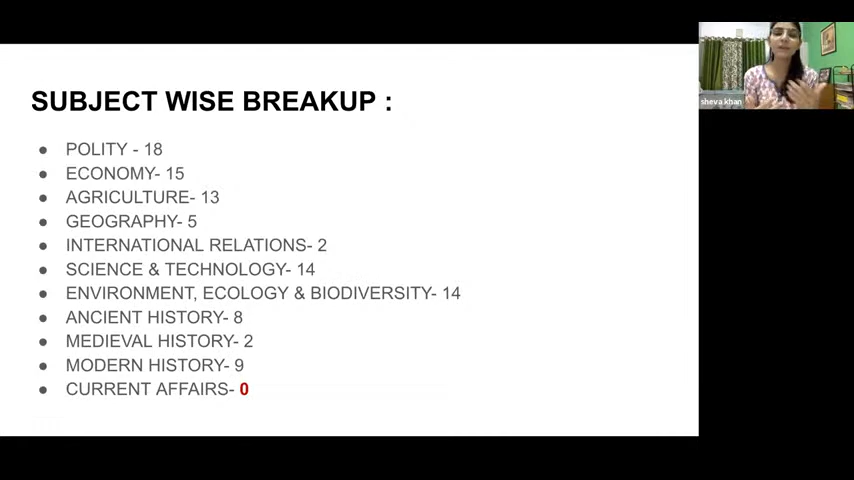 SUBJECT WISE BREAKUP :
● POLITY - 18
● ECONOMY- 15
● AGRICULTURE- 13
● GEOGRAPHY- 5
● INTERNATIONAL RELATIONS- 2
● SCIENCE & TECHNOLOGY- 14
● ENVIRONMENT, ECOLOGY & BIODIVERSITY- 14
● ANCIENT HISTORY- 8
● MEDIEVAL HISTORY- 2
● MODERN HISTORY- 9
● CURRENT AFFAIRS- 0
sheva khan